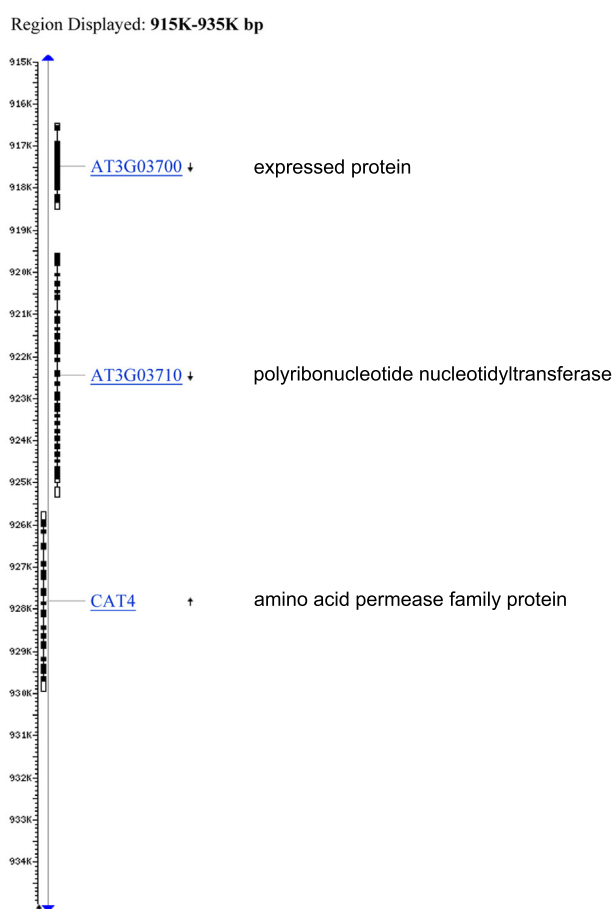 Region Displayed: 915K-935K bp
915K
916K
917K
AT3G03700 expressed protein
918K
919K
920K
921K
922K
AT3G03710 polyribonucleotide nucleotidyltransferase
923K
924K
925K
926K
927K
CAT4 amino acid permease family protein
928K
929K
930K
931K
932K
933K
934K